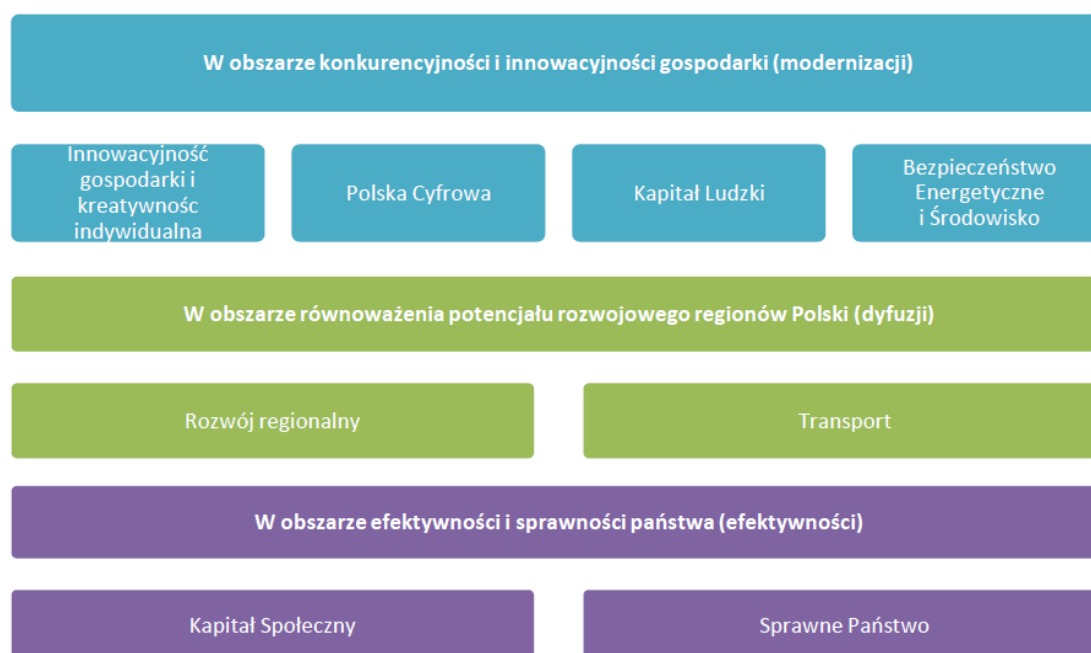 W obszarze konkurencyjności i innowacyjności gospodarki (modernizacji)
Innowacyjność
gospodarki i
kreatywnośc
indywidualna
Polska Cyfrowa
Kapitał Ludzki
Bezpieczeństwo
Energetyczne
i Środowisko
W obszarze równoważenia potencjału rozwojowego regionów Polski (dyfuzji)
Rozwój regionalny
Transport
W obszarze efektywności i sprawności państwa (efektywności)
Kapitał Społeczny
Sprawne Państwo